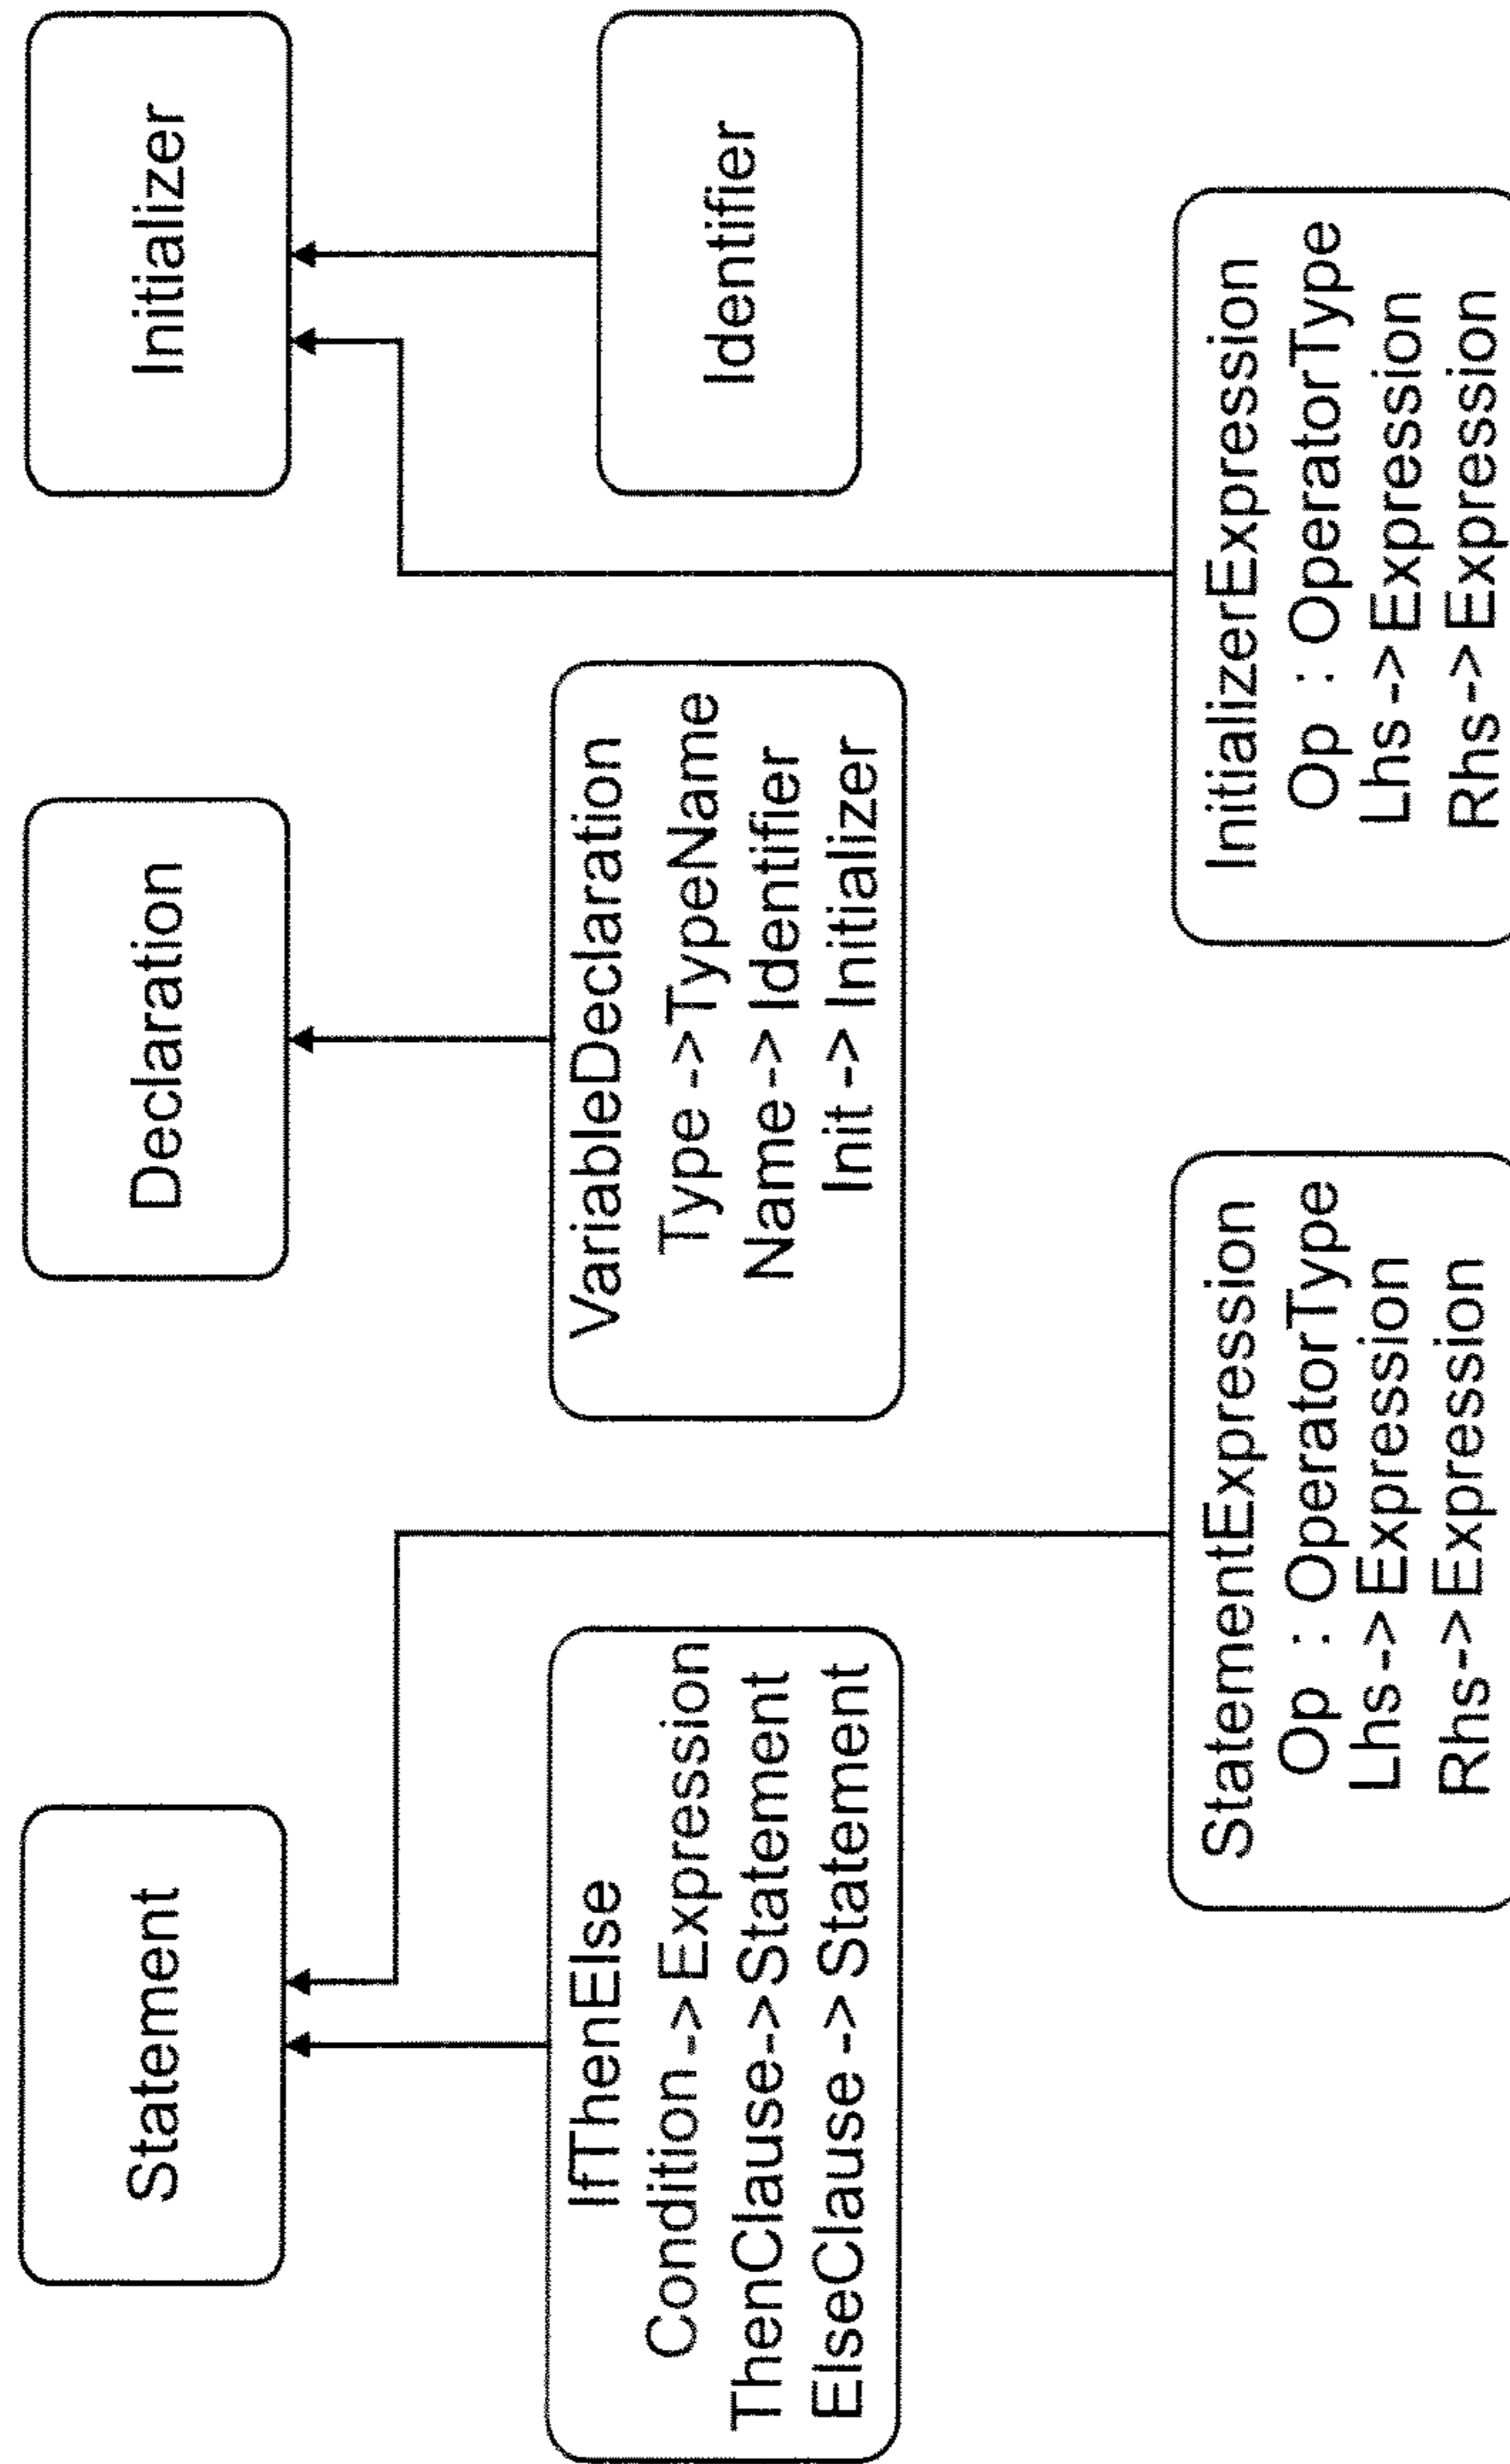 Statement
Declaration
Initializer
IfThenElse
Condition->Expression
ThenClause->Statement
ElseClause -> Statement
VariableDeclaration
Type ->TypeName
Name-> Identifier
Init -> Initializer
Identifier
StatementExpression
Op : OperatorType
Lhs->Expression
Rhs->Expression
InitializerExpression
Op : OperatorType
Lhs->Expression
Rhs->Expression